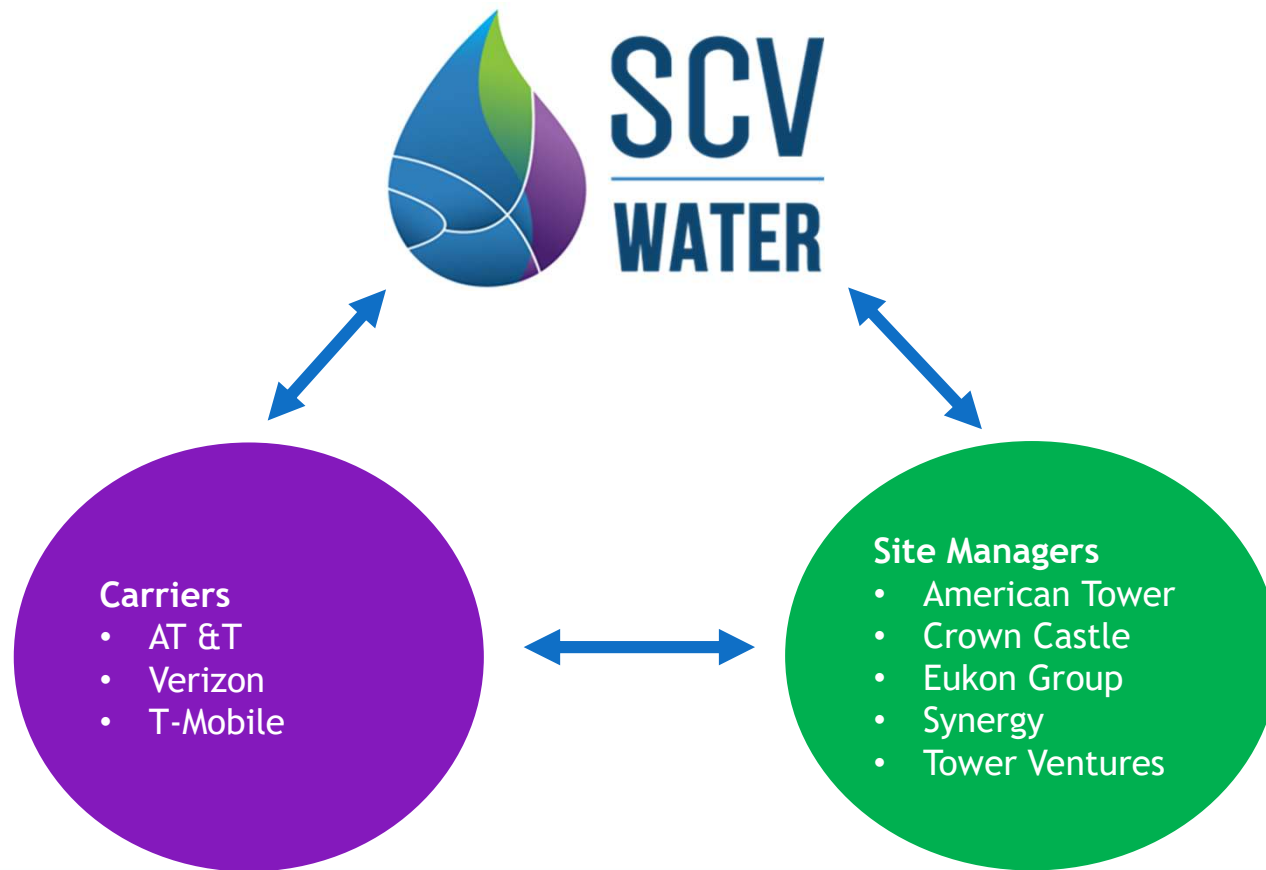 SCV
WATER
Carriers
• AT &T
• Verizon
• T-Mobile
Site Managers
• American Tower
• Crown Castle
• Eukon Group
• Synergy
• Tower Ventures